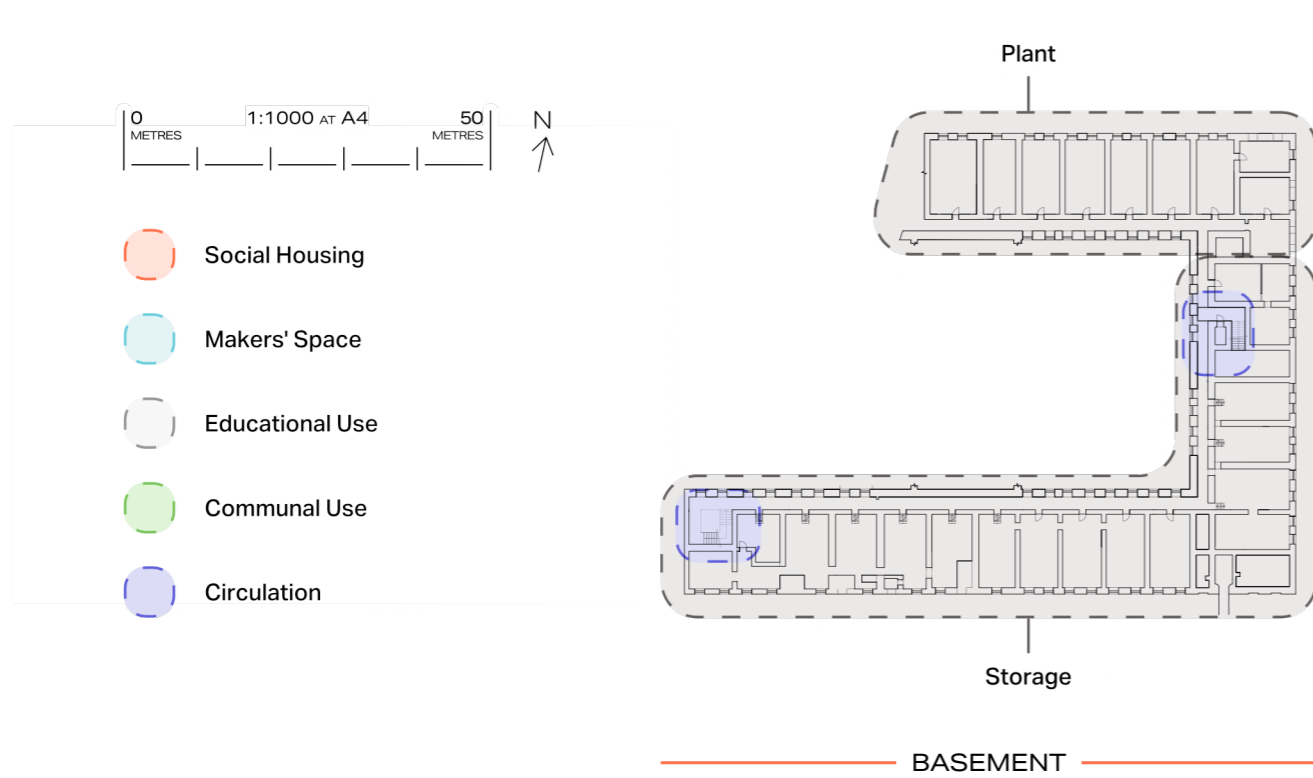 Plant
0 1:1000 AT A4 50 N
METRES METRES
Social Housing
Makers' Space
Educational Use
Communal Use
Circulation
Storage
BASEMENT